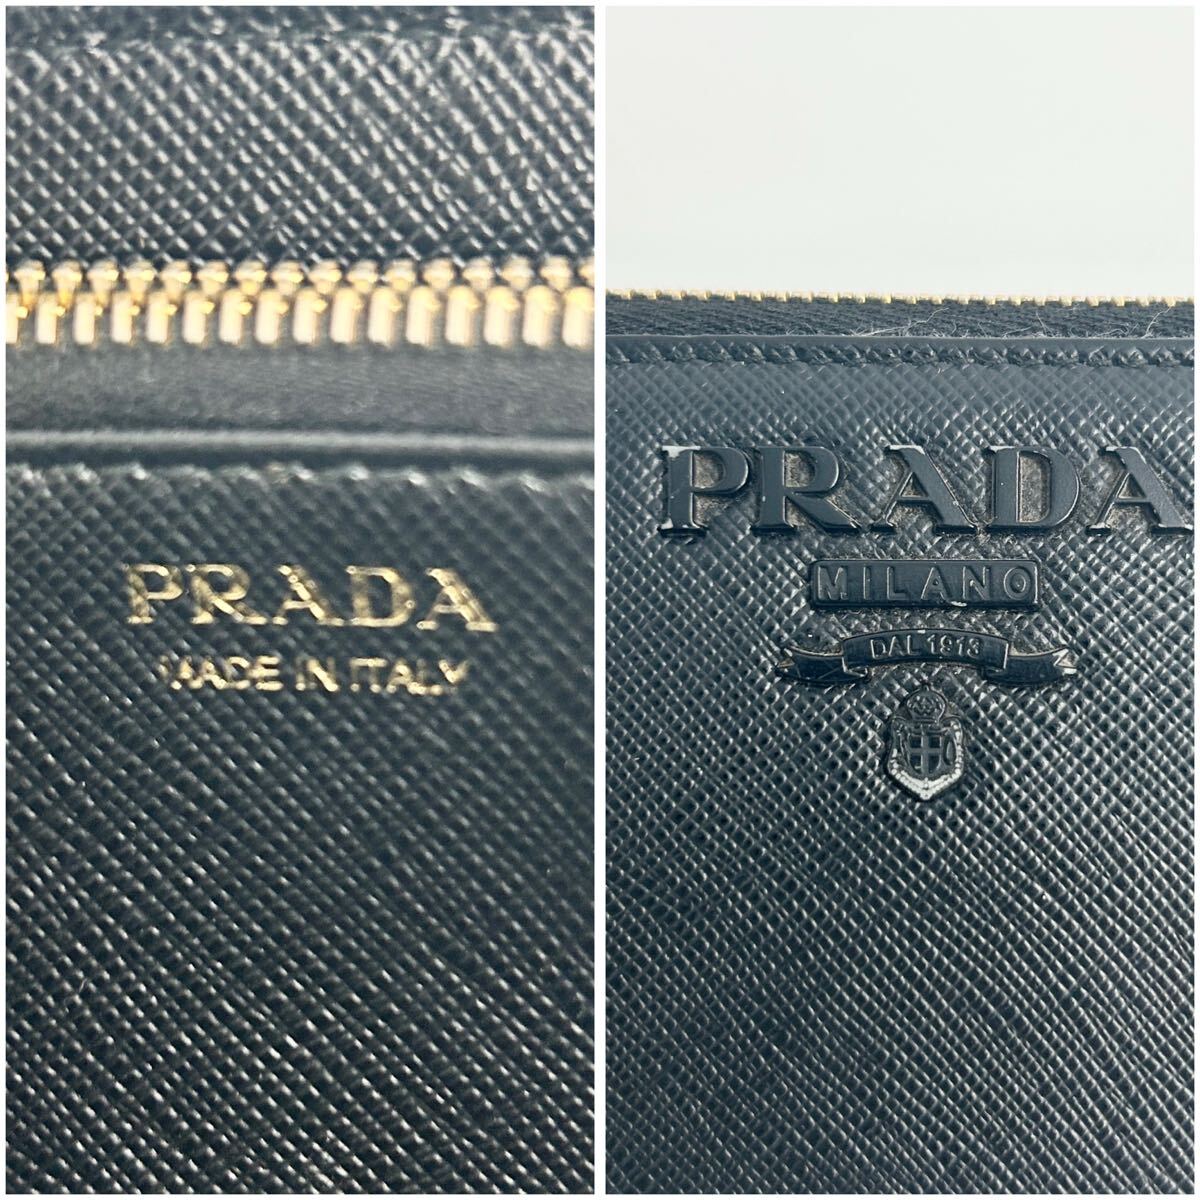 PRADA
MADE IN ITALY
PRADA
MILANO
DAL 1913